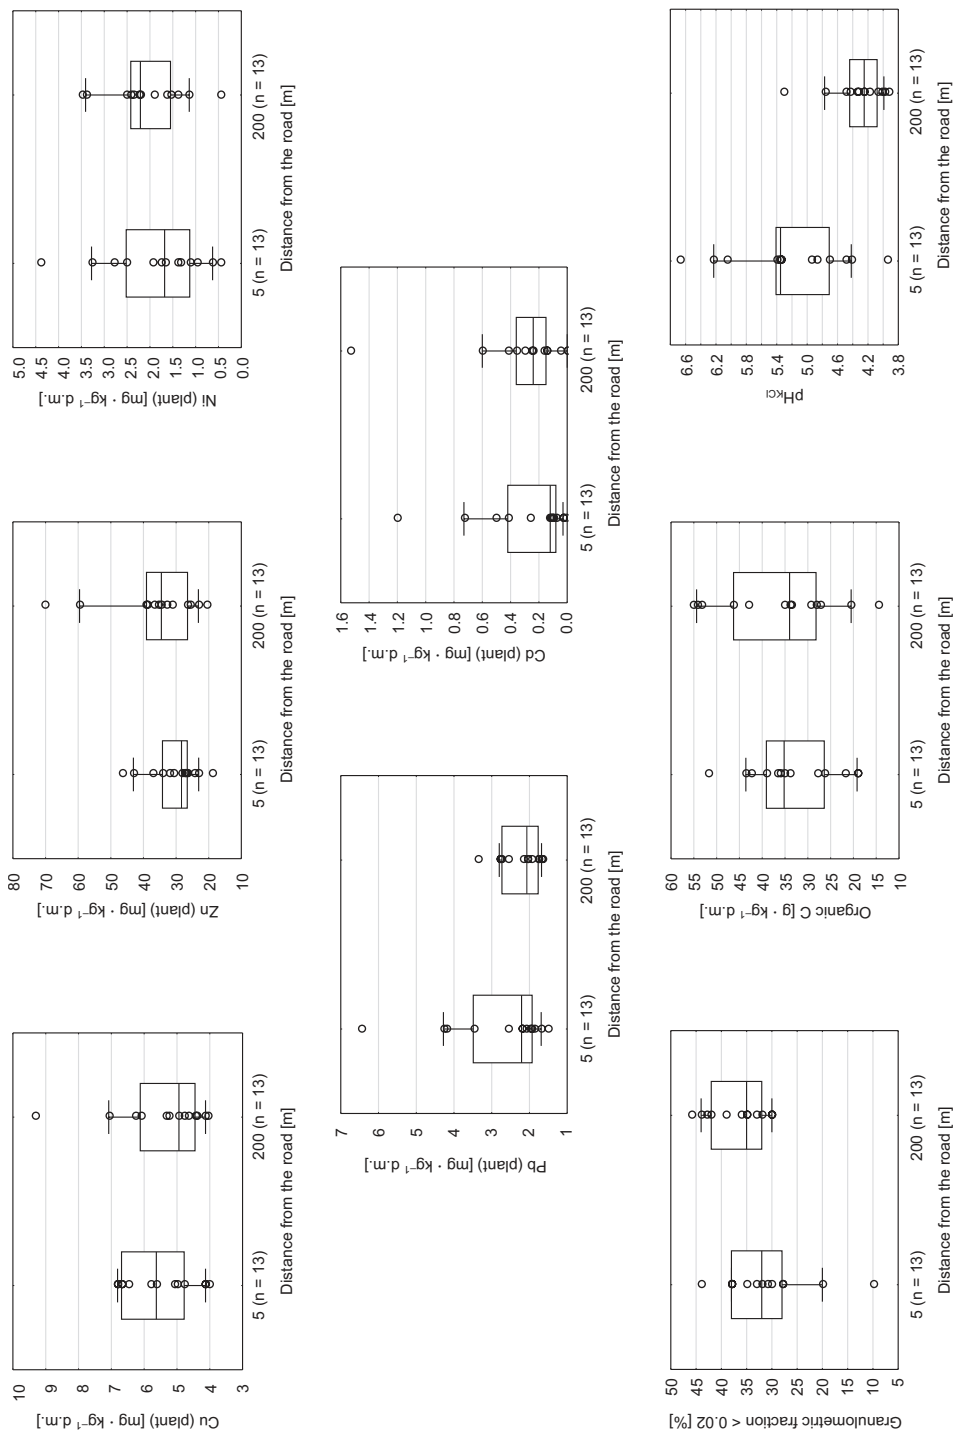 Cu (plant) [mg · kg⁻¹ d.m.]
10
9
8
7
6
5
4
3
5 (n = 13)
200 (n = 13)
Distance from the road [m]
Zn (plant) [mg · kg⁻¹ d.m.]
80
70
60
50
40
30
20
10
5 (n = 13)
200 (n = 13)
Distance from the road [m]
Ni (plant) [mg · kg⁻¹ d.m.]
5.0
4.5
4.0
3.5
3.0
2.5
2.0
1.5
1.0
0.5
0.0
5 (n = 13)
200 (n = 13)
Distance from the road [m]
Pb (plant) [mg · kg⁻¹ d.m.]
7
6
5
4
3
2
1
5 (n = 13)
200 (n = 13)
Distance from the road [m]
Cd (plant) [mg · kg⁻¹ d.m.]
1.6
1.4
1.2
1.0
0.8
0.6
0.4
0.2
0.0
5 (n = 13)
200 (n = 13)
Distance from the road [m]
Granulometric fraction < 0.02 [%]
50
45
40
35
30
25
20
15
10
5
5 (n = 13)
200 (n = 13)
Distance from the road [m]
Organic C [g · kg⁻¹ d.m.]
60
55
50
45
40
35
30
25
20
15
10
5 (n = 13)
200 (n = 13)
Distance from the road [m]
pHKCl
6.6
6.2
5.8
5.4
5.0
4.6
4.2
3.8
5 (n = 13)
200 (n = 13)
Distance from the road [m]